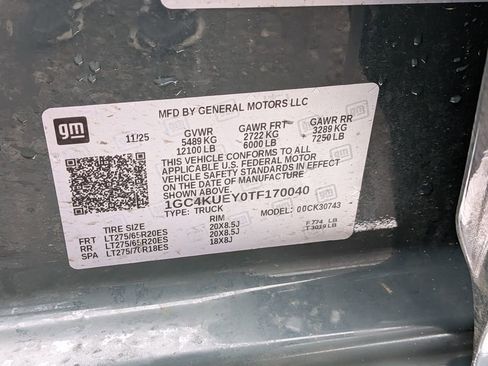 MFD BY GENERAL MOTORS LLC
gm
11/25 GVWR GAWR FRT GAWR RR
5489 KG 2722 KG 3289 KG
12100 LB 6000 LB 7250 LB
THIS VEHICLE CONFORMS TO ALL
APPLICABLE U.S. FEDERAL MOTOR
VEHICLE SAFETY STANDARDS IN EFFECT
ON THE DATE OF MANUFACTURE
SHOWN ABOVE.
1GC4KUEY0TF170040
TYPE: TRUCK MODEL: 00CK30743
TIRE SIZE RIM
FRT LT275/65R20ES 20X8.5J
RR LT275/65R20ES 20X8.5J
SPA LT275/70R18ES 18X8J
LB
LB